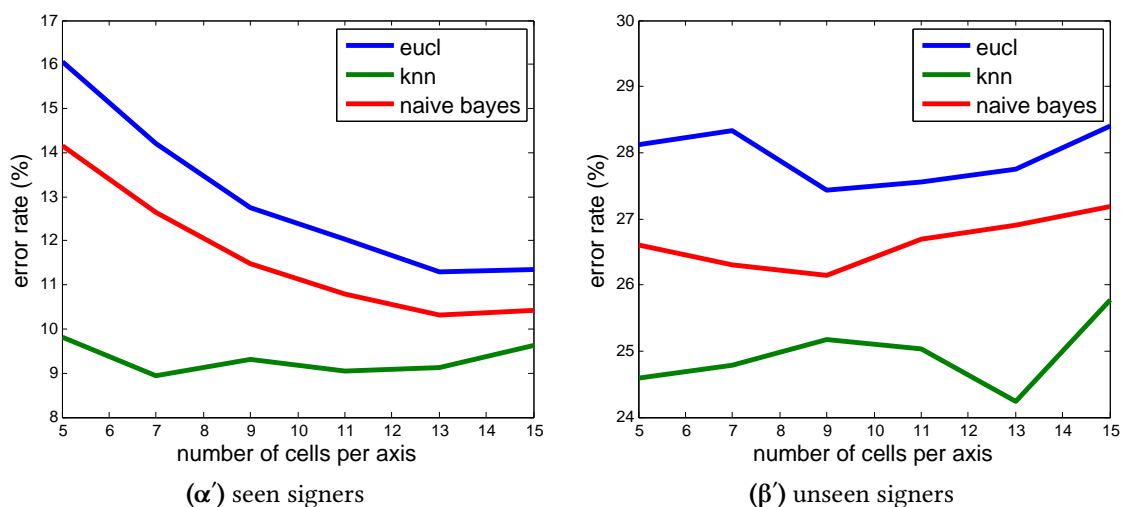 17
16
15
14
13
12
11
10
9
8
error rate (%)
eucl
knn
naive bayes
5 6 7 8 9 10 11 12 13 14 15
number of cells per axis
(α′) seen signers
30
29
28
27
26
25
24
error rate (%)
eucl
knn
naive bayes
5 6 7 8 9 10 11 12 13 14 15
number of cells per axis
(β′) unseen signers